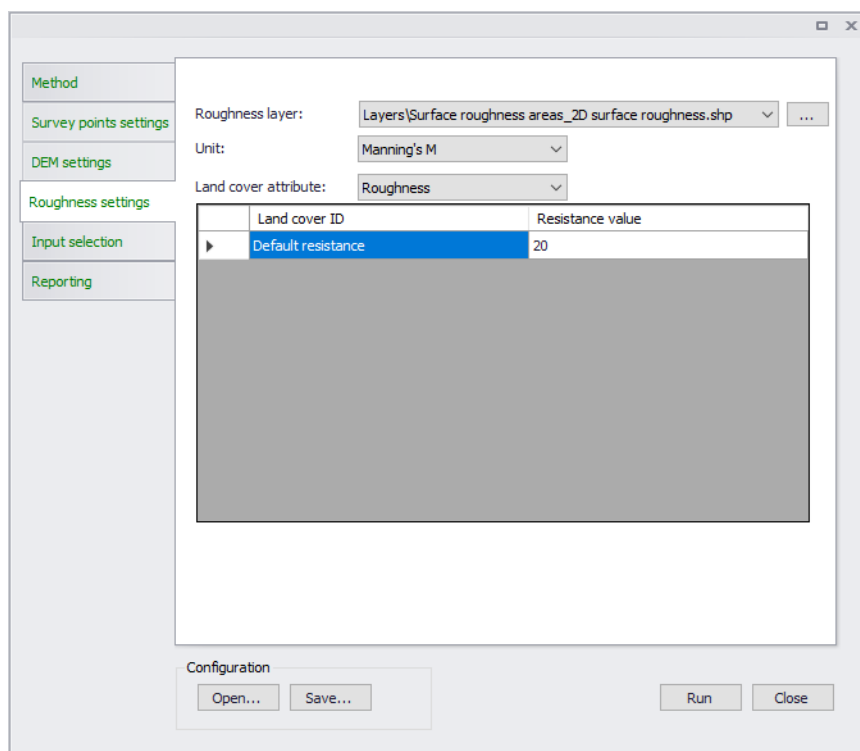 Method
Survey points settings
DEM settings
Roughness settings
Input selection
Reporting
Roughness layer: Layers\Surface roughness areas_2D surface roughness.shp ...
Unit: Manning's M
Land cover attribute: Roughness
Land cover ID Resistance value
Default resistance 20
Configuration
Open... Save... Run Close